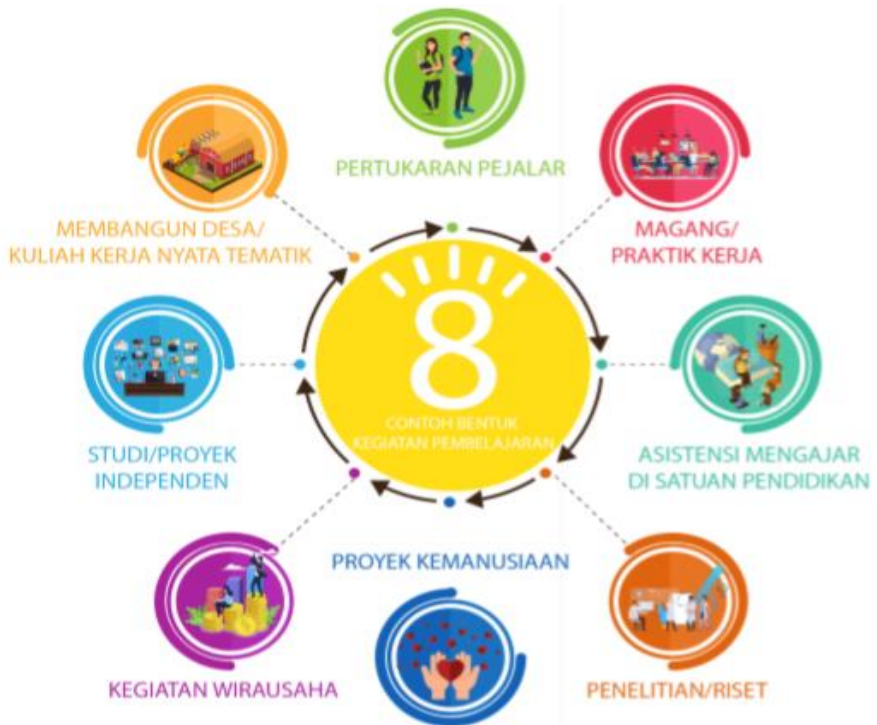 PERTUKARAN PEJALAR
MAGANG/
PRAKTIK KERJA
ASISTENSI MENGAJAR
DI SATUAN PENDIDIKAN
PENELITIAN/RISET
PROYEK KEMANUSIAAN
KEGIATAN WIRAUSAHA
STUDI/PROYEK
INDEPENDEN
MEMBANGUN DESA/
KULIAH KERJA NYATA TEMATIK
8
CONTOH BENTUK
KEGIATAN PEMBELAJARAN